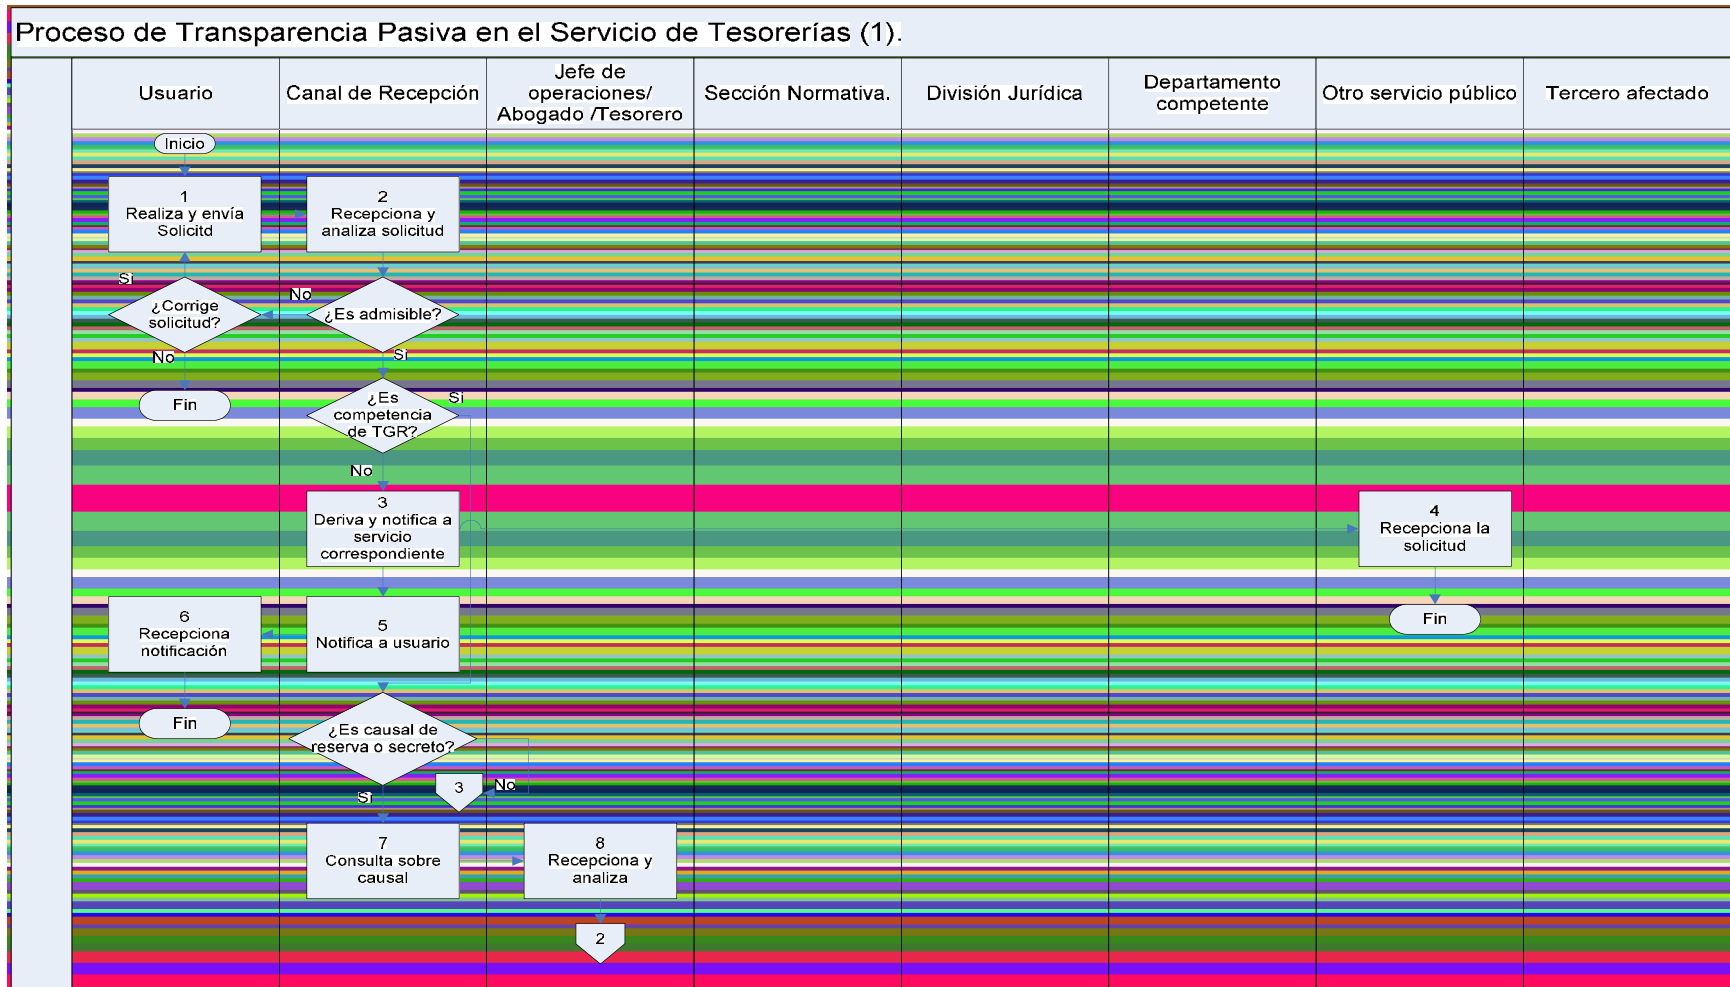 Proceso de Transparencia Pasiva en el Servicio de Tesorerías (1).
Usuario
Canal de Recepción
Jefe de
operaciones/
Abogado /Tesorero
Sección Normativa.
División Jurídica
Departamento
competente
Otro servicio público
Tercero afectado
Inicio
1
Realiza y envía
Solicitd
2
Recepciona y
analiza solicitud
Si
¿Corrige
solicitud?
No
¿Es admisible?
No
Si
Fin
¿Es
competencia
de TGR?
Si
No
3
Deriva y notifica a
servicio
correspondiente
4
Recepciona la
solicitud
6
Recepciona
notificación
5
Notifica a usuario
Fin
Fin
¿Es causal de
reserva o secreto?
3
No
Si
7
Consulta sobre
causal
8
Recepciona y
analiza
2